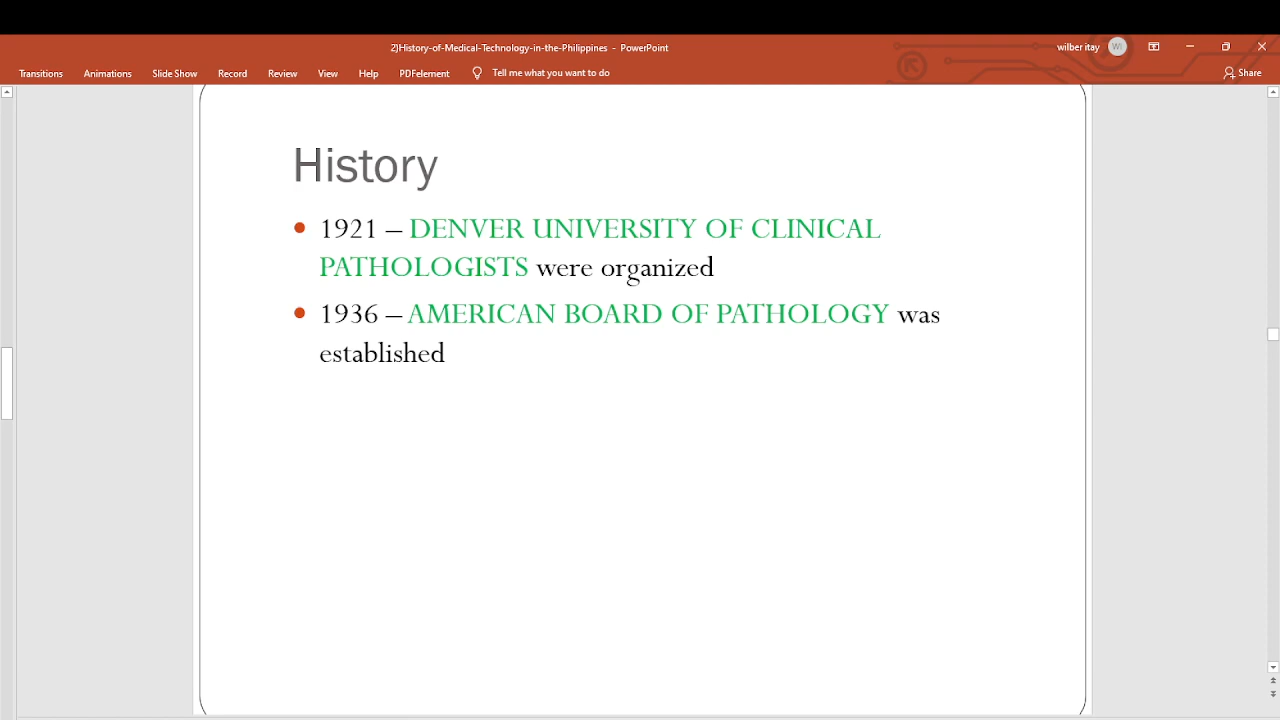 2)History-of-Medical-Technology-in-the-Philippines - PowerPoint
wilber itay
WI
Transitions Animations Slide Show Record Review View Help PDFelement Tell me what you want to do
Share
History
1921 – DENVER UNIVERSITY OF CLINICAL
PATHOLOGISTS were organized
1936 – AMERICAN BOARD OF PATHOLOGY was
established